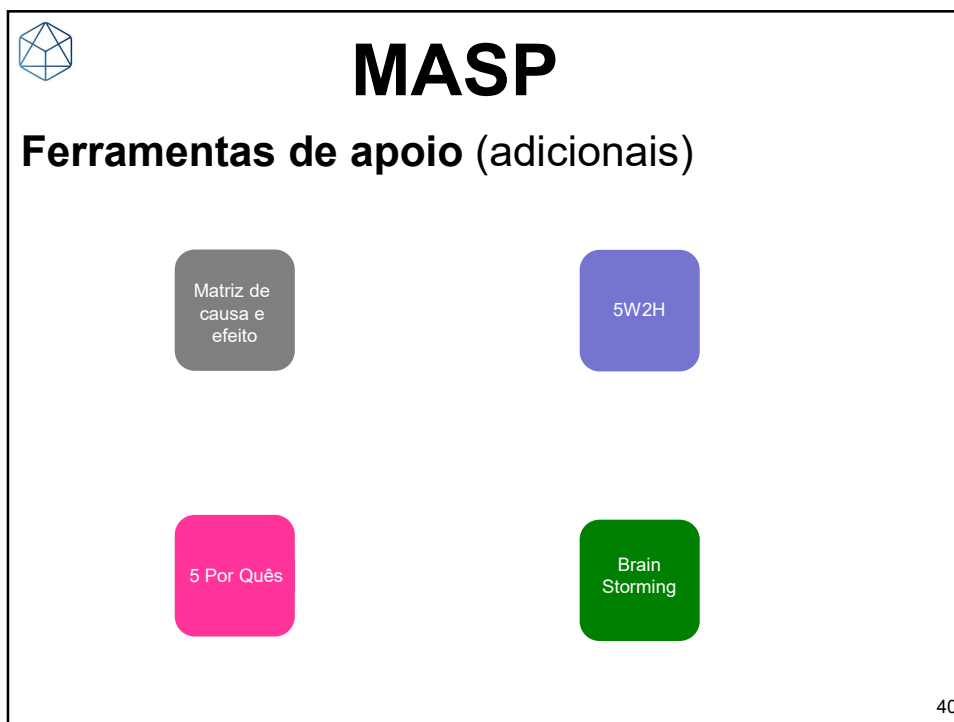 MASP
Ferramentas de apoio (adicionais)
Matriz de
causa e
efeito
5W2H
5 Por Quês
Brain
Storming
40